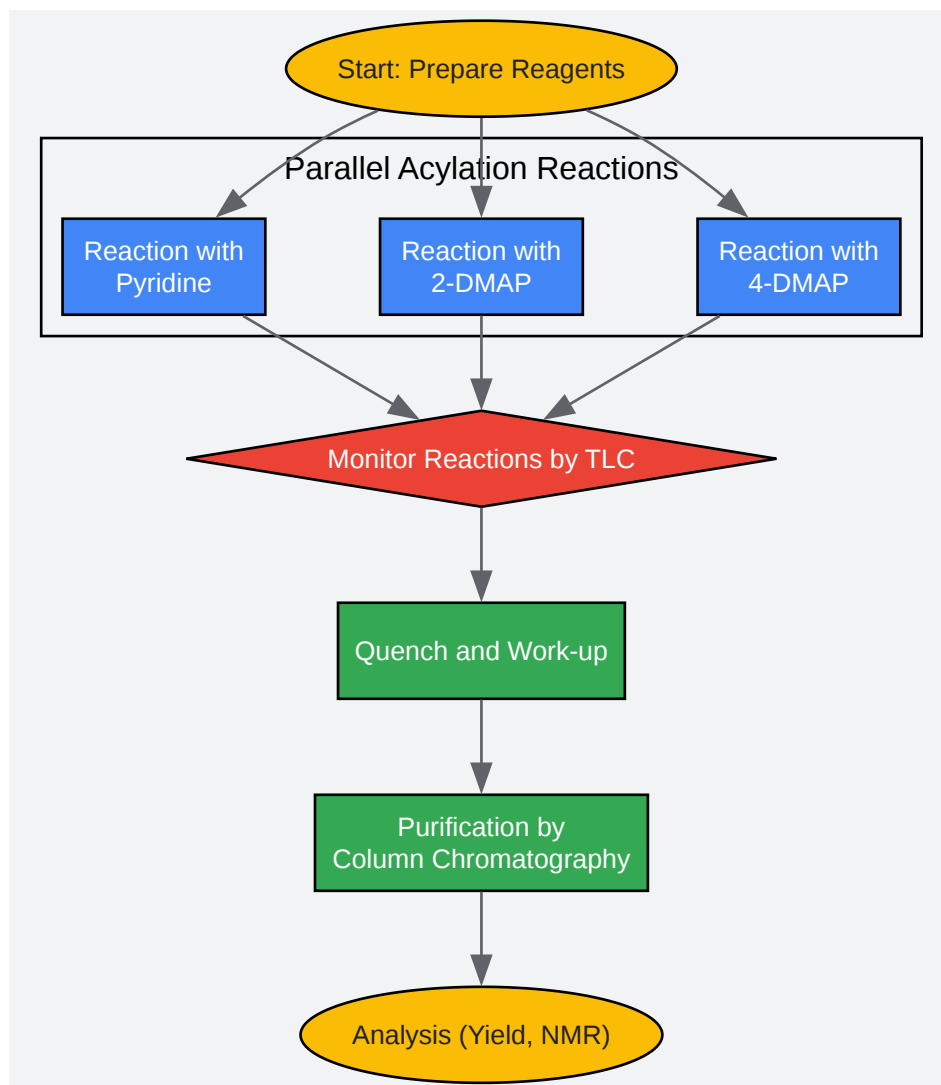 Start: Prepare Reagents
Parallel Acylation Reactions
Reaction with
Pyridine
Reaction with
2-DMAP
Reaction with
4-DMAP
Monitor Reactions by TLC
Quench and Work-up
Purification by
Column Chromatography
Analysis (Yield, NMR)